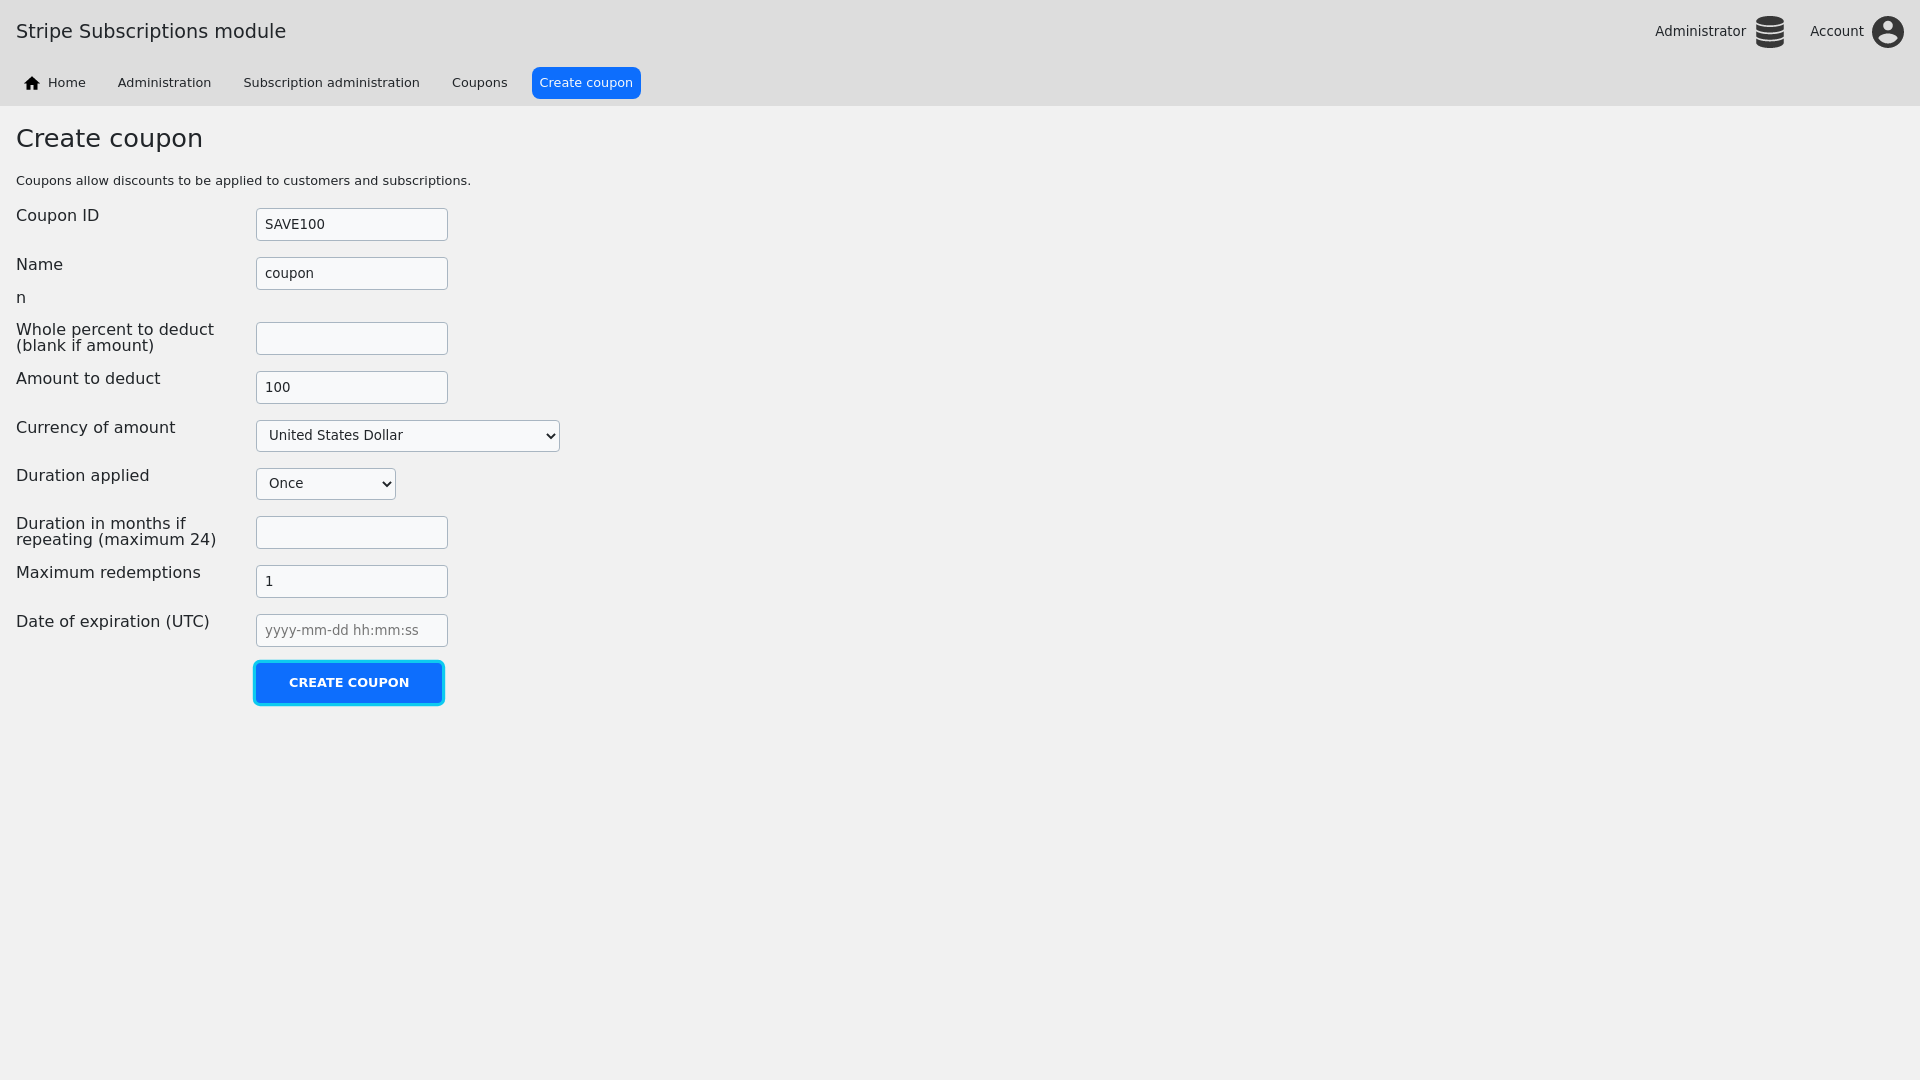 Stripe Subscriptions module
Administrator
Account
Home
Administration
Subscription administration
Coupons
Create coupon
Create coupon
Coupons allow discounts to be applied to customers and subscriptions.
Coupon ID
SAVE100
Name
coupon
n
Whole percent to deduct
(blank if amount)
Amount to deduct
100
Currency of amount
United States Dollar
Duration applied
Once
Duration in months if
repeating (maximum 24)
Maximum redemptions
1
Date of expiration (UTC)
yyyy-mm-dd hh:mm:ss
CREATE COUPON